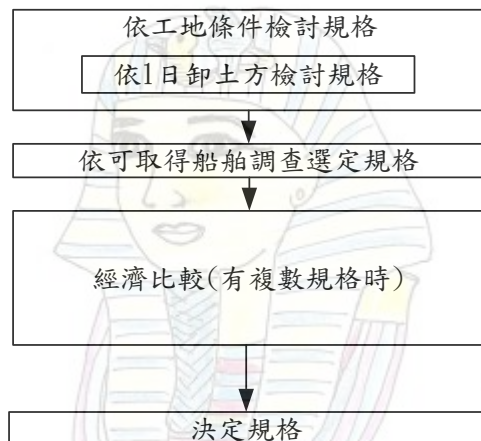 依工地條件檢討規格
依1日卸土方檢討規格
依可取得船舶調查選定規格
經濟比較(有複數規格時)
決定規格